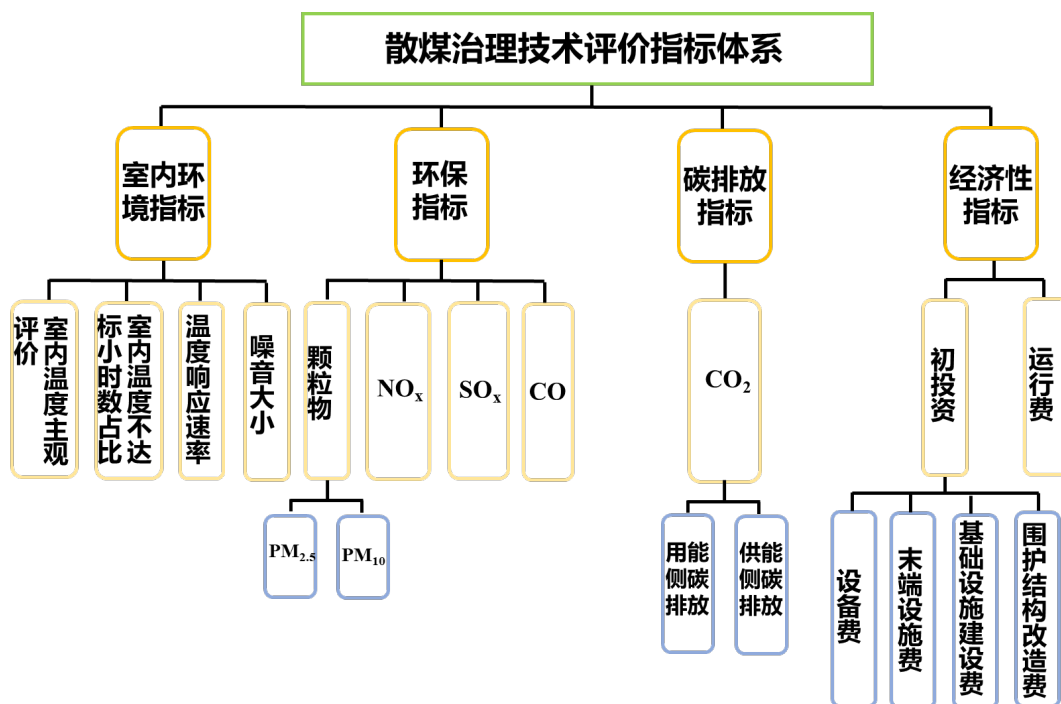 散煤治理技术评价指标体系
室内环
境指标
环保
指标
碳排放
指标
经济性
指标
室内温度主观
评价
室内温度不达
标小时数占比
温度响应速率
噪音大小
颗粒物
NOₓ
SOₓ
CO
CO₂
初投资
运行费
PM₂.₅
PM₁₀
用能
侧碳
排放
供能
侧碳
排放
设备费
末端设施费
基础设施建设费
围护结构改造费